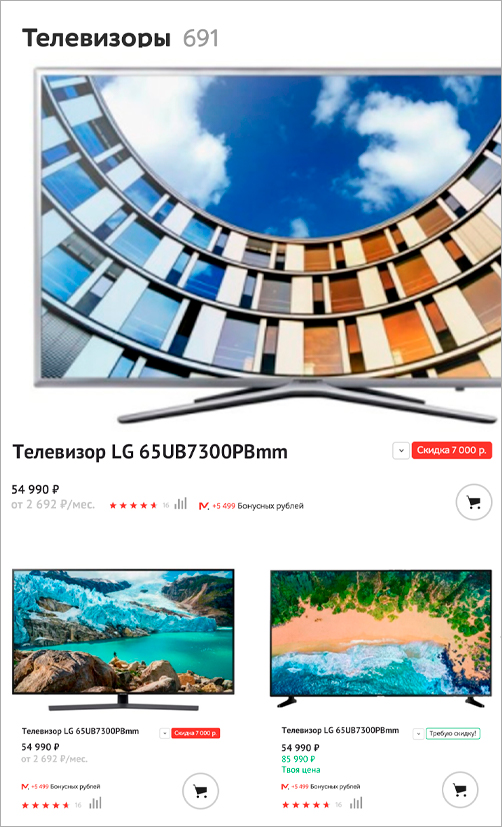 Телевизоры 691
Телевизор LG 65UB7300PBmm
Скидка 7 000 р.
54 990 ₽
от 2 692 ₽/мес.
16
+5 499 Бонусных рублей
Телевизор LG 65UB7300PBmm
Скидка 7 000 р.
54 990 ₽
от 2 692 ₽/мес.
+5 499 Бонусных рублей
16
Телевизор LG 65UB7300PBmm
Требую скидку!
54 990 ₽
85 990 ₽
Твоя цена
+5 499 Бонусных рублей
16